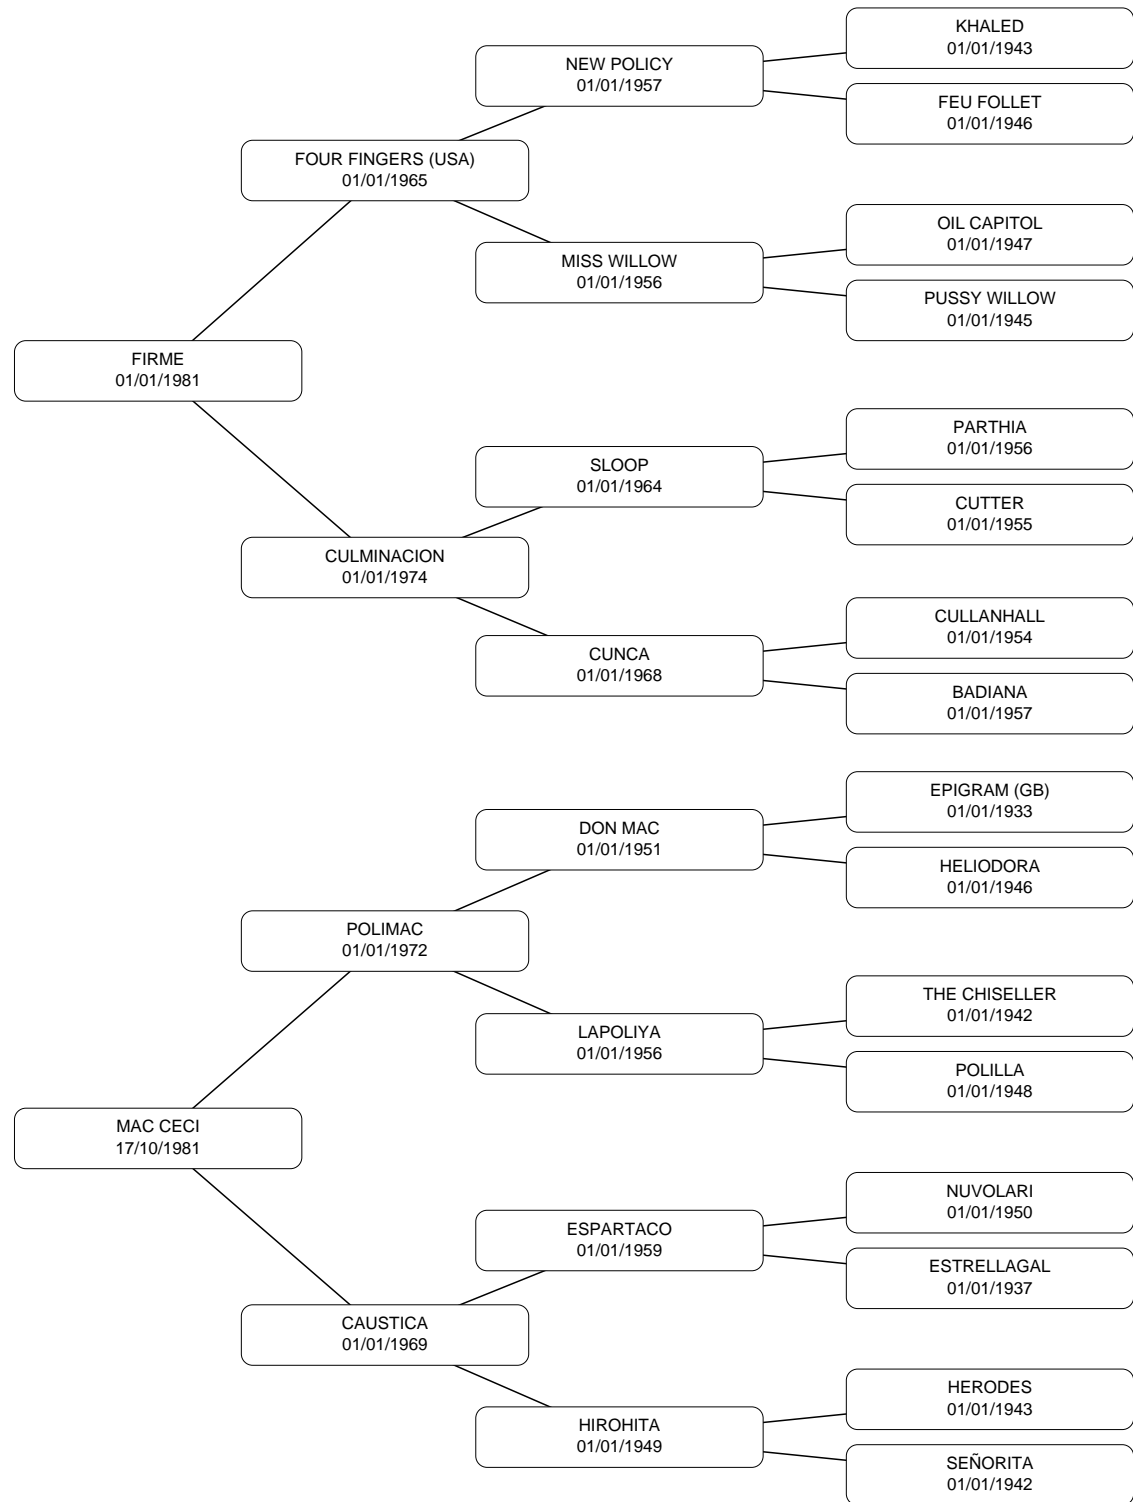 KHALED
01/01/1943
NEW POLICY
01/01/1957
FEU FOLLET
01/01/1946
FOUR FINGERS (USA)
01/01/1965
OIL CAPITOL
01/01/1947
MISS WILLOW
01/01/1956
PUSSY WILLOW
01/01/1945
FIRME
01/01/1981
PARTHIA
01/01/1956
SLOOP
01/01/1964
CUTTER
01/01/1955
CULMINACION
01/01/1974
CULLANHALL
01/01/1954
CUNCA
01/01/1968
BADIANA
01/01/1957
EPIGRAM (GB)
01/01/1933
DON MAC
01/01/1951
HELIODORA
01/01/1946
POLIMAC
01/01/1972
THE CHISELLER
01/01/1942
LAPOLIYA
01/01/1956
POLILLA
01/01/1948
MAC CECI
17/10/1981
NUVOLARI
01/01/1950
ESPARTACO
01/01/1959
ESTRELLAGAL
01/01/1937
CAUSTICA
01/01/1969
HERODES
01/01/1943
HIROHITA
01/01/1949
SEÑORITA
01/01/1942